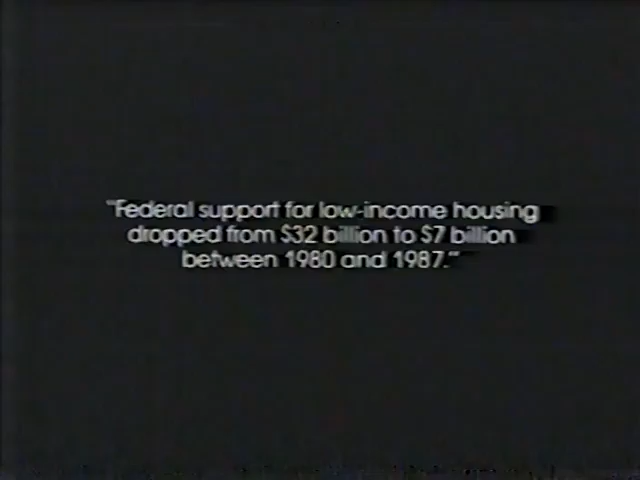 "Federal support for low-income housing
dropped from $32 billion to $7 billion
between 1980 and 1987."